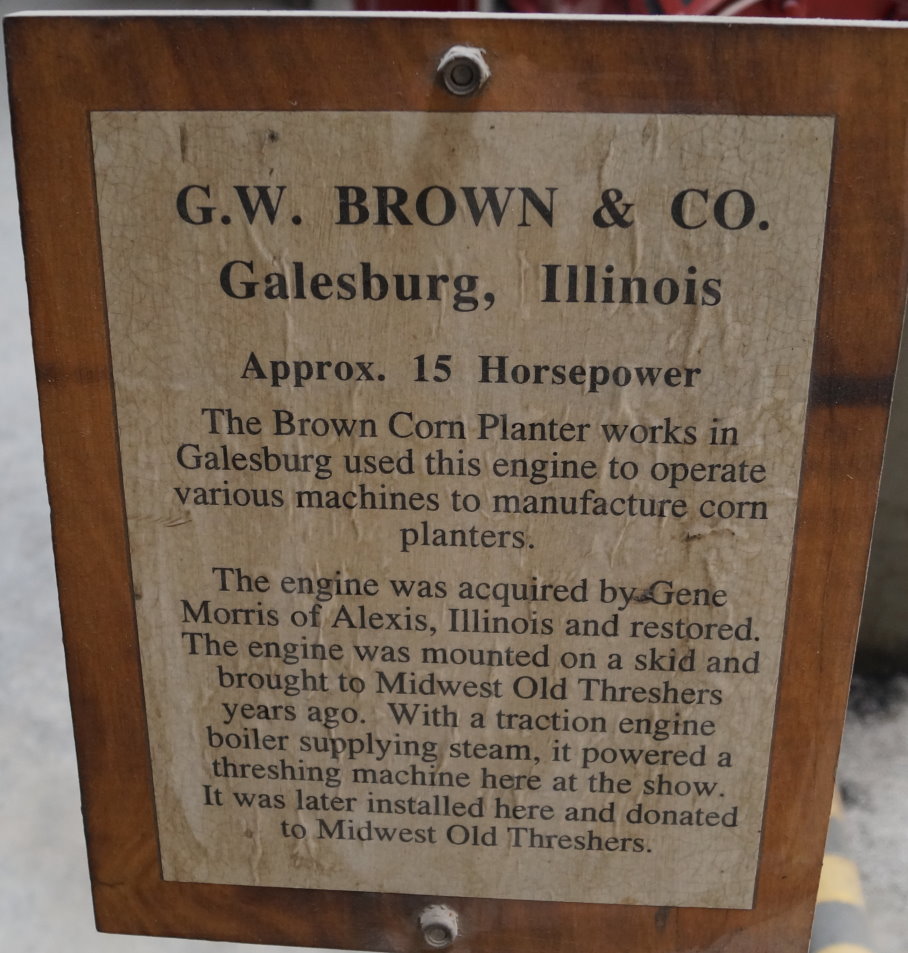 G.W. BROWN & CO.
Galesburg, Illinois
Approx. 15 Horsepower
The Brown Corn Planter works in
Galesburg used this engine to operate
various machines to manufacture corn
planters.
The engine was acquired by Gene
Morris of Alexis, Illinois and restored.
The engine was mounted on a skid and
brought to Midwest Old Threshers
years ago. With a traction engine
boiler supplying steam, it powered a
threshing machine here at the show.
It was later installed here and donated
to Midwest Old Threshers.